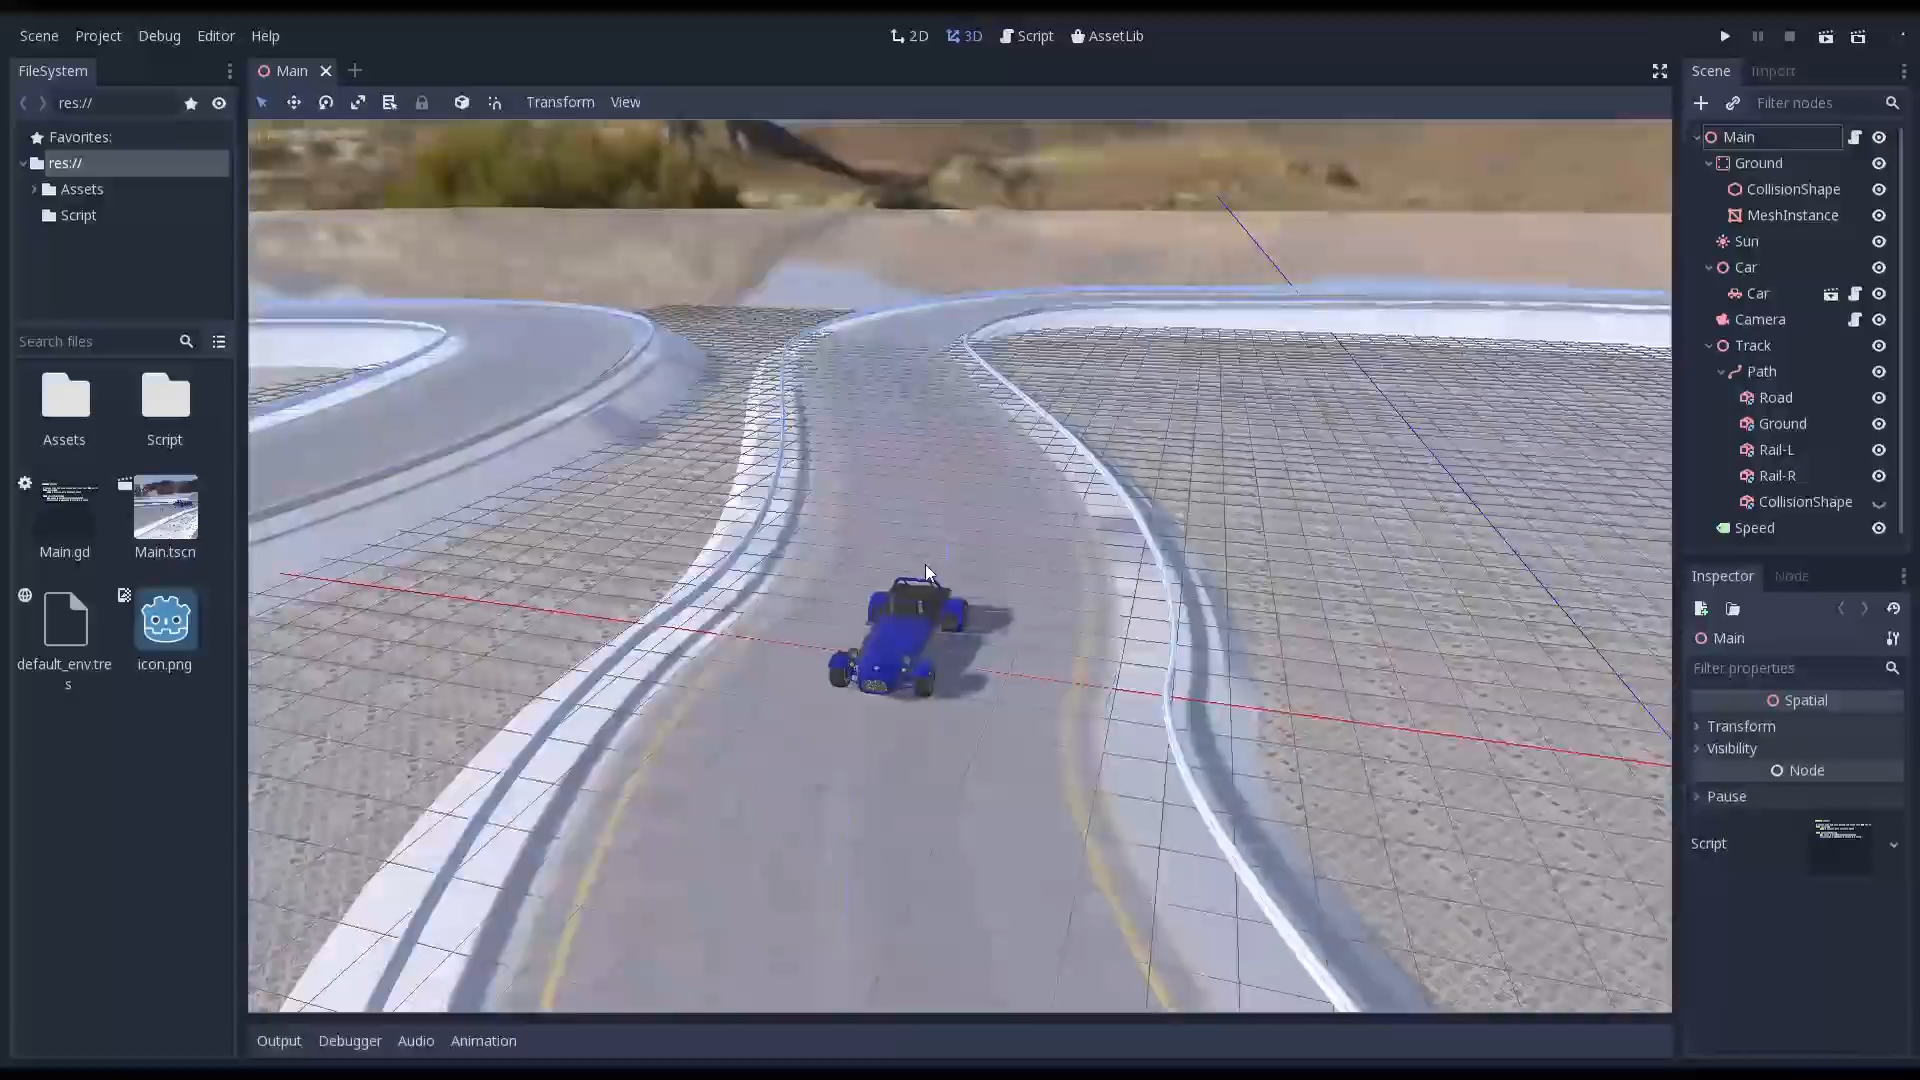 Scene Project Debug Editor Help
2D 3D Script AssetLib
FileSystem
Main
Scene Import
res://
Transform View
Filter nodes
Favorites:
res://
Assets
Script
Search files
Assets Script
Main.gd Main.tscn
default_env.tre
s
icon.png
Main
Ground
CollisionShape
MeshInstance
Sun
Car
Car
Camera
Track
Path
Road
Ground
Rail-L
Rail-R
CollisionShape
Speed
Inspector Node
Main
Filter properties
Spatial
Transform
Visibility
Node
Pause
Script
Output Debugger Audio Animation